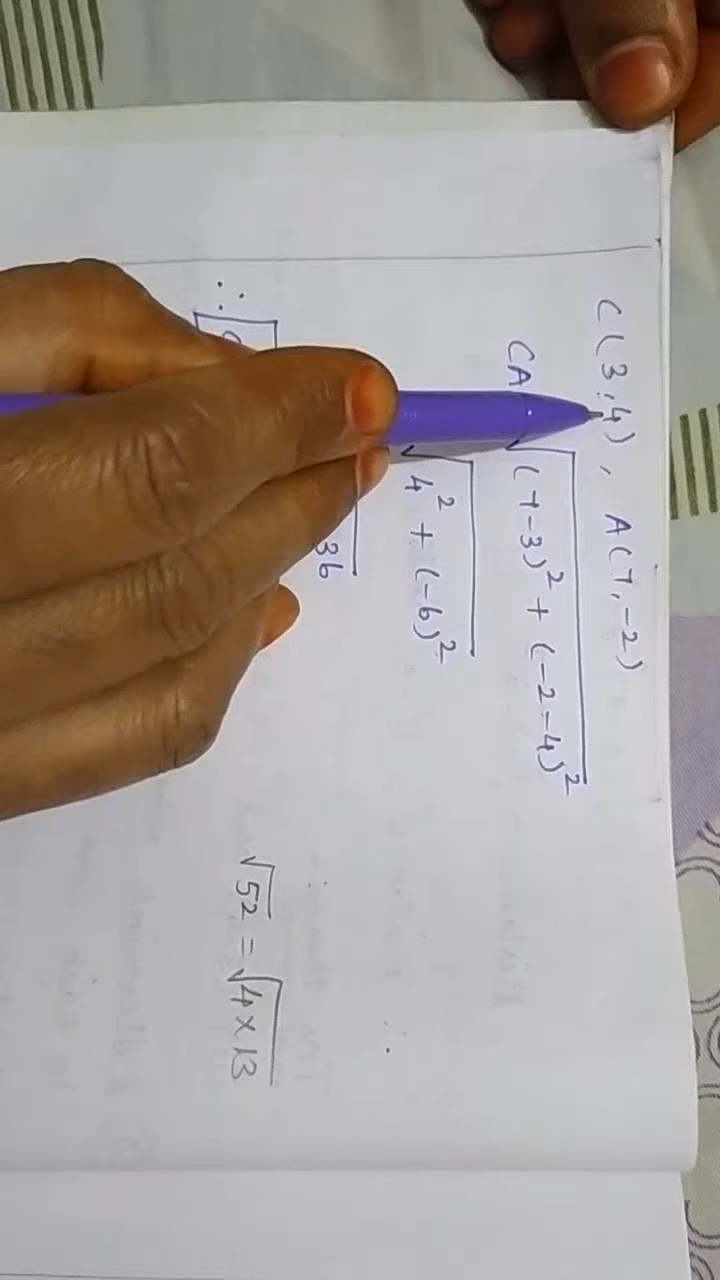 C(3,4), A(7,-2)
CA √(7-3)² + (-2-4)²
√4² + (-6)²
36
∴
√52 = √4×13